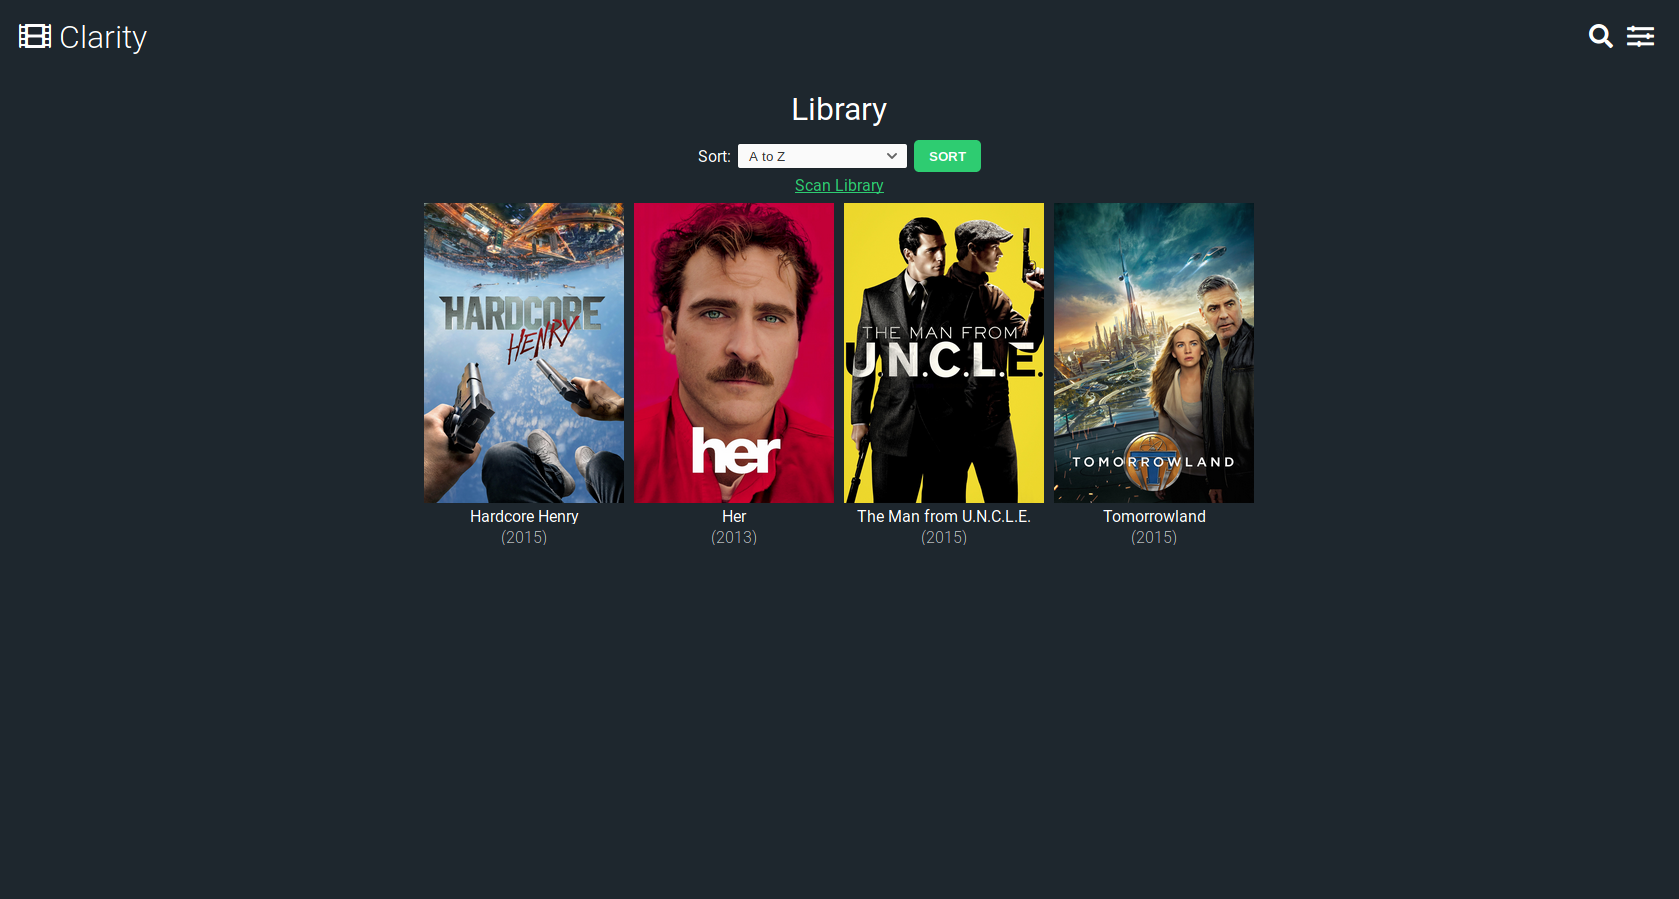 Clarity
Library
Sort: A to Z SORT
Scan Library
HARDCORE
HENRY
her
THE MAN FROM
U.N.C.L.E.
TOMORROWLAND
Hardcore Henry
(2015)
Her
(2013)
The Man from U.N.C.L.E.
(2015)
Tomorrowland
(2015)